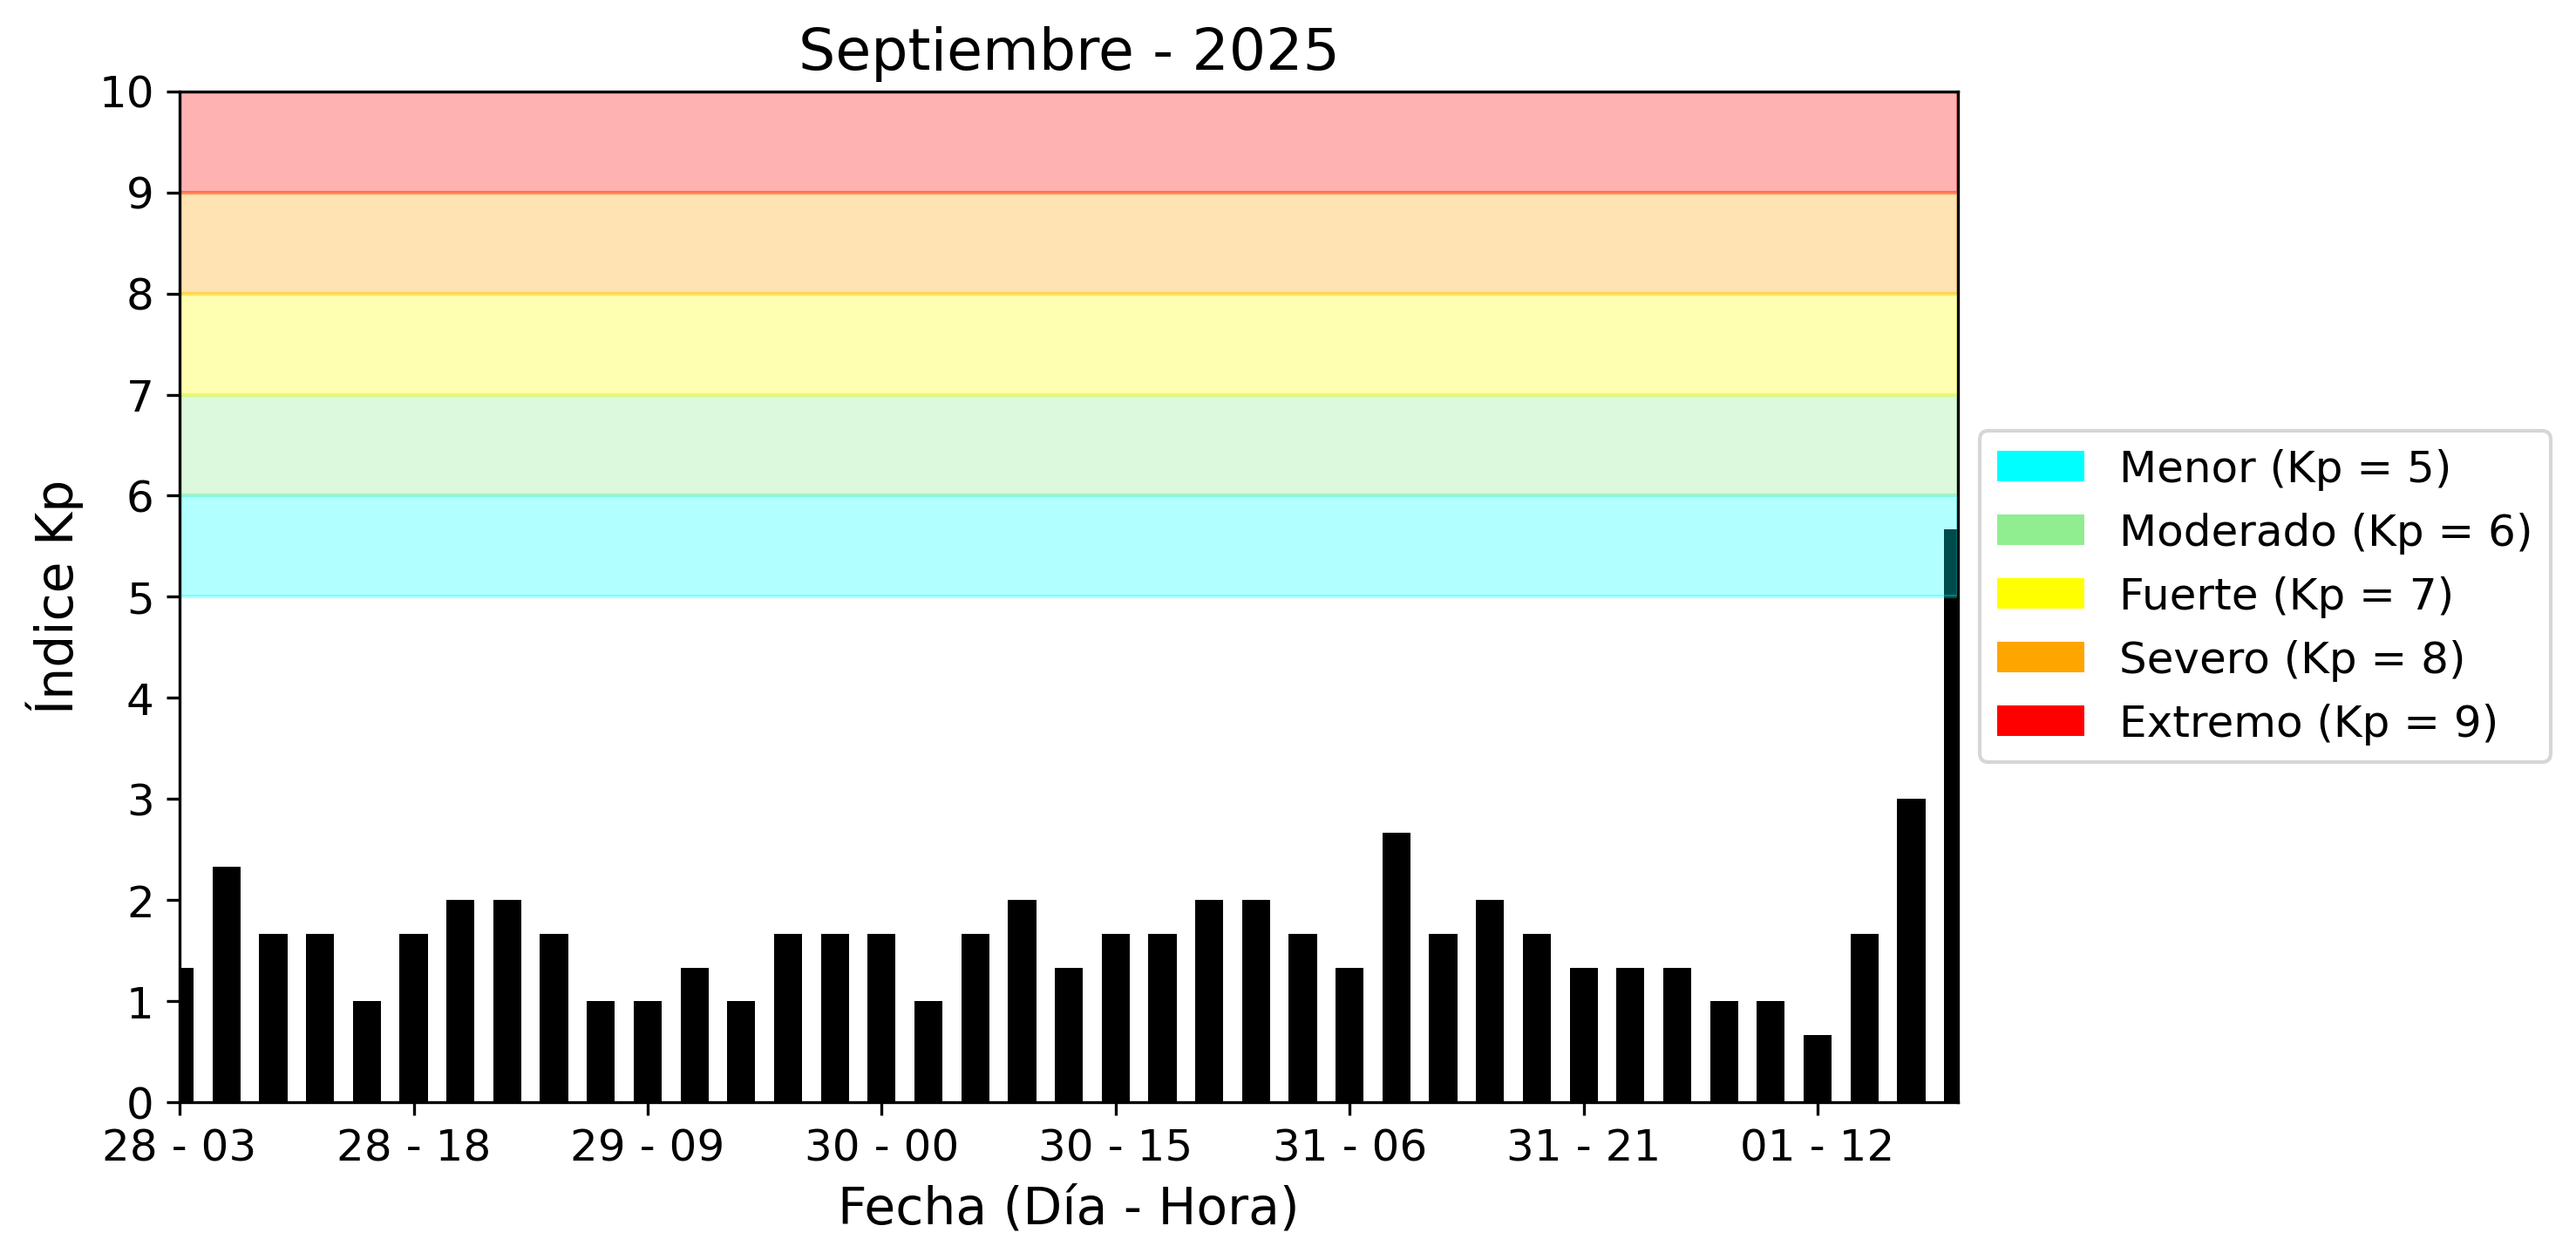 Septiembre - 2025
Índice Kp
10
9
8
7
6
5
4
3
2
1
0
28 - 03
28 - 18
29 - 09
30 - 00
30 - 15
31 - 06
31 - 21
01 - 12
Fecha (Día - Hora)
Menor (Kp = 5)
Moderado (Kp = 6)
Fuerte (Kp = 7)
Severo (Kp = 8)
Extremo (Kp = 9)